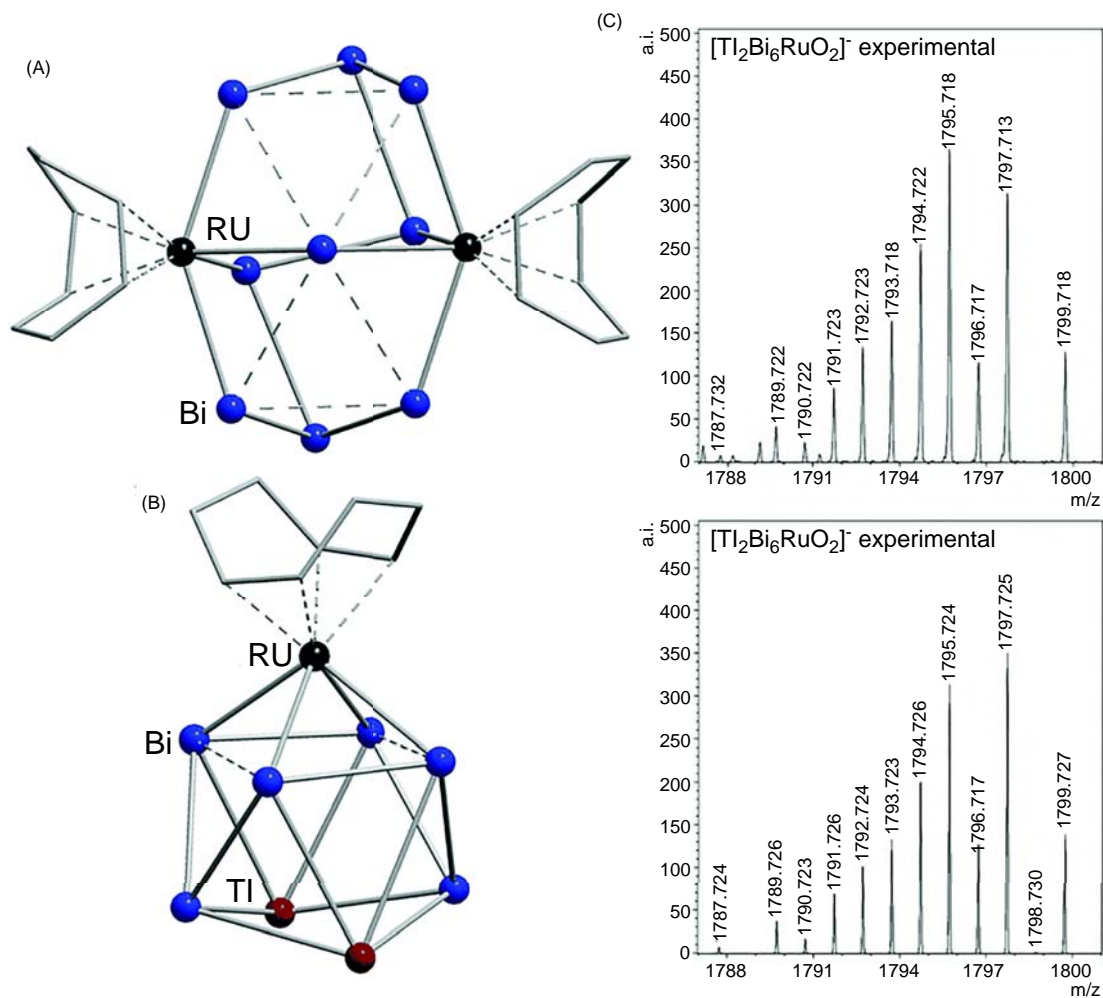 (A)
RU
Bi
(B)
RU
Bi
TI
(C)
a.i.
[TI₂Bi₆RuO₂]⁻ experimental
500
450
400
350
300
250
200
150
100
50
0
1787.732
1789.722
1790.722
1791.723
1792.723
1793.718
1794.722
1795.718
1796.717
1797.713
1799.718
1788 1791 1794 1797 1800
m/z
a.i.
[TI₂Bi₆RuO₂]⁻ experimental
500
450
400
350
300
250
200
150
100
50
0
1787.724
1789.726
1790.723
1791.726
1792.724
1793.723
1794.726
1795.724
1796.717
1797.725
1798.730
1799.727
1788 1791 1794 1797 1800
m/z